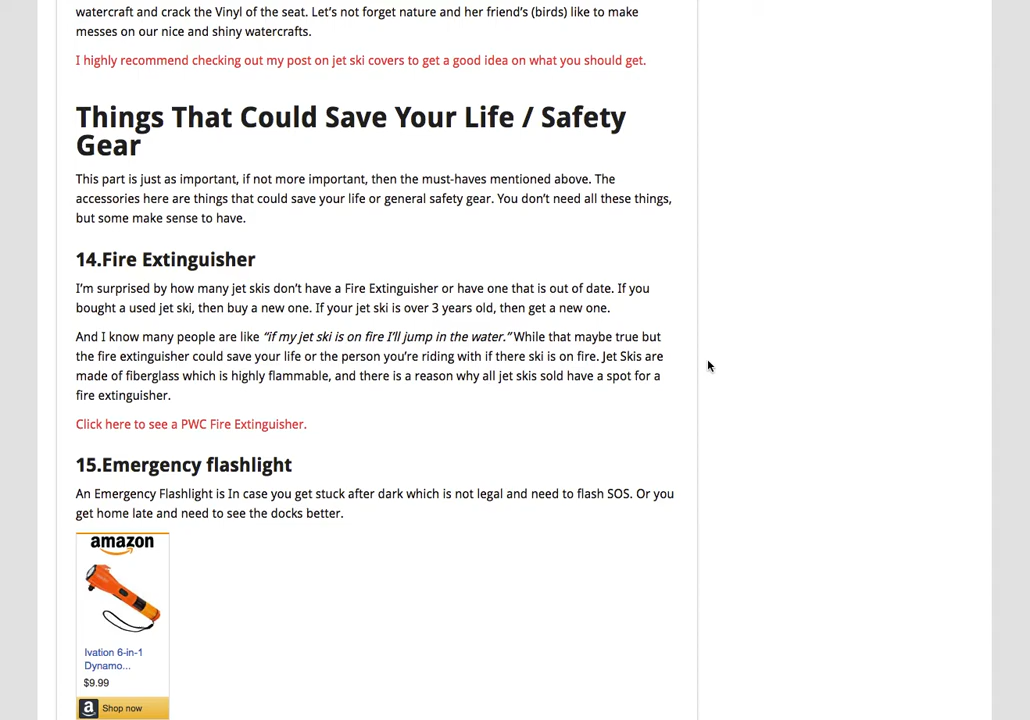 watercraft and crack the Vinyl of the seat. Let's not forget nature and her friend's (birds) like to make
messes on our nice and shiny watercrafts.
I highly recommend checking out my post on jet ski covers to get a good idea on what you should get.
Things That Could Save Your Life / Safety
Gear
This part is just as important, if not more important, then the must-haves mentioned above. The
accessories here are things that could save your life or general safety gear. You don't need all these things,
but some make sense to have.
14.Fire Extinguisher
I'm surprised by how many jet skis don't have a Fire Extinguisher or have one that is out of date. If you
bought a used jet ski, then buy a new one. If your jet ski is over 3 years old, then get a new one.
And I know many people are like “if my jet ski is on fire I'll jump in the water.” While that maybe true but
the fire extinguisher could save your life or the person you're riding with if there ski is on fire. Jet Skis are
made of fiberglass which is highly flammable, and there is a reason why all jet skis sold have a spot for a
fire extinguisher.
Click here to see a PWC Fire Extinguisher.
15.Emergency flashlight
An Emergency Flashlight is In case you get stuck after dark which is not legal and need to flash SOS. Or you
get home late and need to see the docks better.
amazon
Ivation 6-in-1
Dynamo...
$9.99
a Shop now